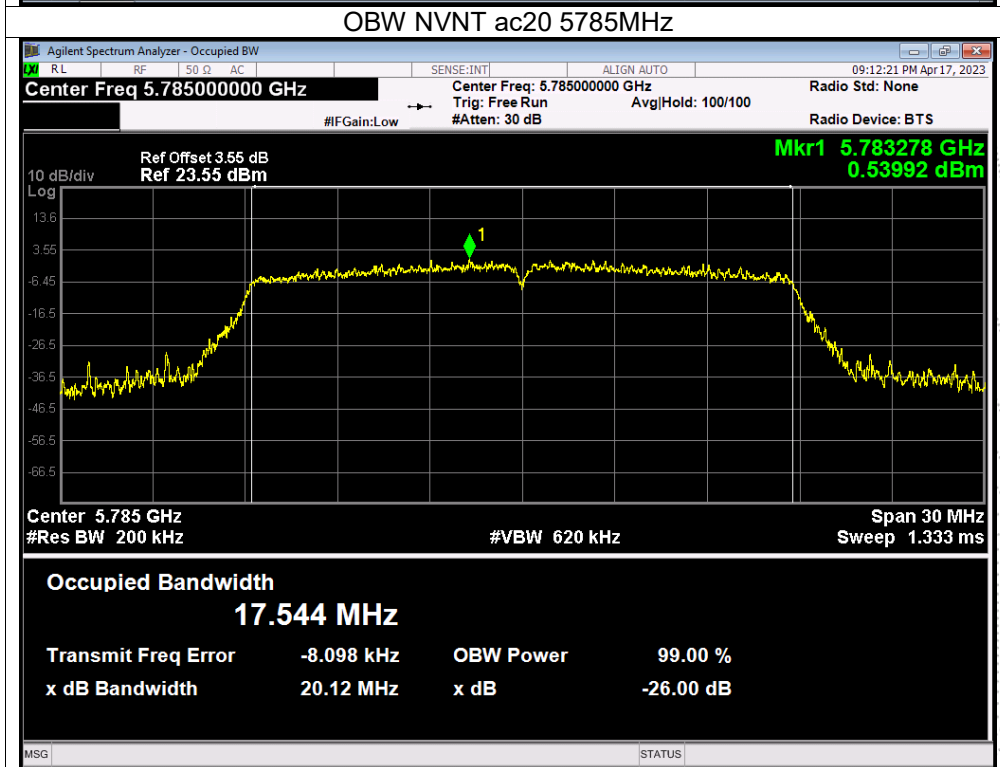 OBW NVNT ac20 5785MHz
Agilent Spectrum Analyzer - Occupied BW
LXI RL RF 50 Ω AC SENSE:INT ALIGN AUTO 09:12:21 PM Apr 17, 2023
Center Freq 5.785000000 GHz Center Freq: 5.785000000 GHz Radio Std: None
Trig: Free Run Avg|Hold: 100/100
#IFGain:Low #Atten: 30 dB Radio Device: BTS
Ref Offset 3.55 dB Mkr1 5.783278 GHz
10 dB/div Ref 23.55 dBm 0.53992 dBm
Log
13.6
1
3.55
-6.45
-16.5
-26.5
-36.5
-46.5
-56.5
-66.5
Center 5.785 GHz Span 30 MHz
#Res BW 200 kHz #VBW 620 kHz Sweep 1.333 ms
Occupied Bandwidth
17.544 MHz
Transmit Freq Error -8.098 kHz OBW Power 99.00 %
x dB Bandwidth 20.12 MHz x dB -26.00 dB
MSG STATUS